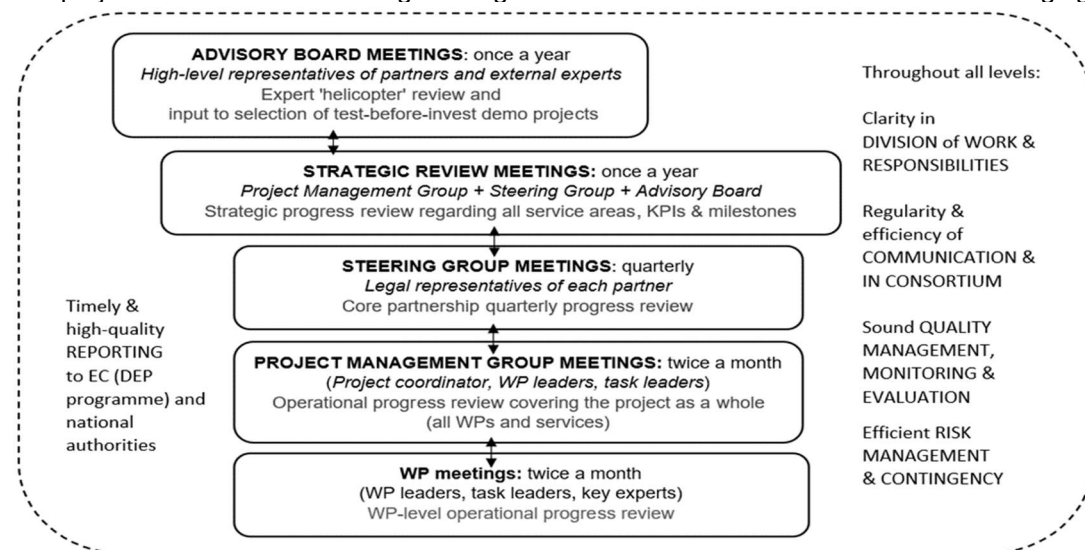 ADVISORY BOARD MEETINGS: once a year
High-level representatives of partners and external experts
Expert 'helicopter' review and
input to selection of test-before-invest demo projects
STRATEGIC REVIEW MEETINGS: once a year
Project Management Group + Steering Group + Advisory Board
Strategic progress review regarding all service areas, KPIs & milestones
STEERING GROUP MEETINGS: quarterly
Legal representatives of each partner
Core partnership quarterly progress review
PROJECT MANAGEMENT GROUP MEETINGS: twice a month
(Project coordinator, WP leaders, task leaders)
Operational progress review covering the project as a whole
(all WPs and services)
WP meetings: twice a month
(WP leaders, task leaders, key experts)
WP-level operational progress review
Timely &
high-quality
REPORTING
to EC (DEP
programme) and
national
authorities
Throughout all levels:
Clarity in
DIVISION of WORK &
RESPONSIBILITIES
Regularity &
efficiency of
COMMUNICATION &
IN CONSORTIUM
Sound QUALITY
MANAGEMENT,
MONITORING &
EVALUATION
Efficient RISK
MANAGEMENT
& CONTINGENCY